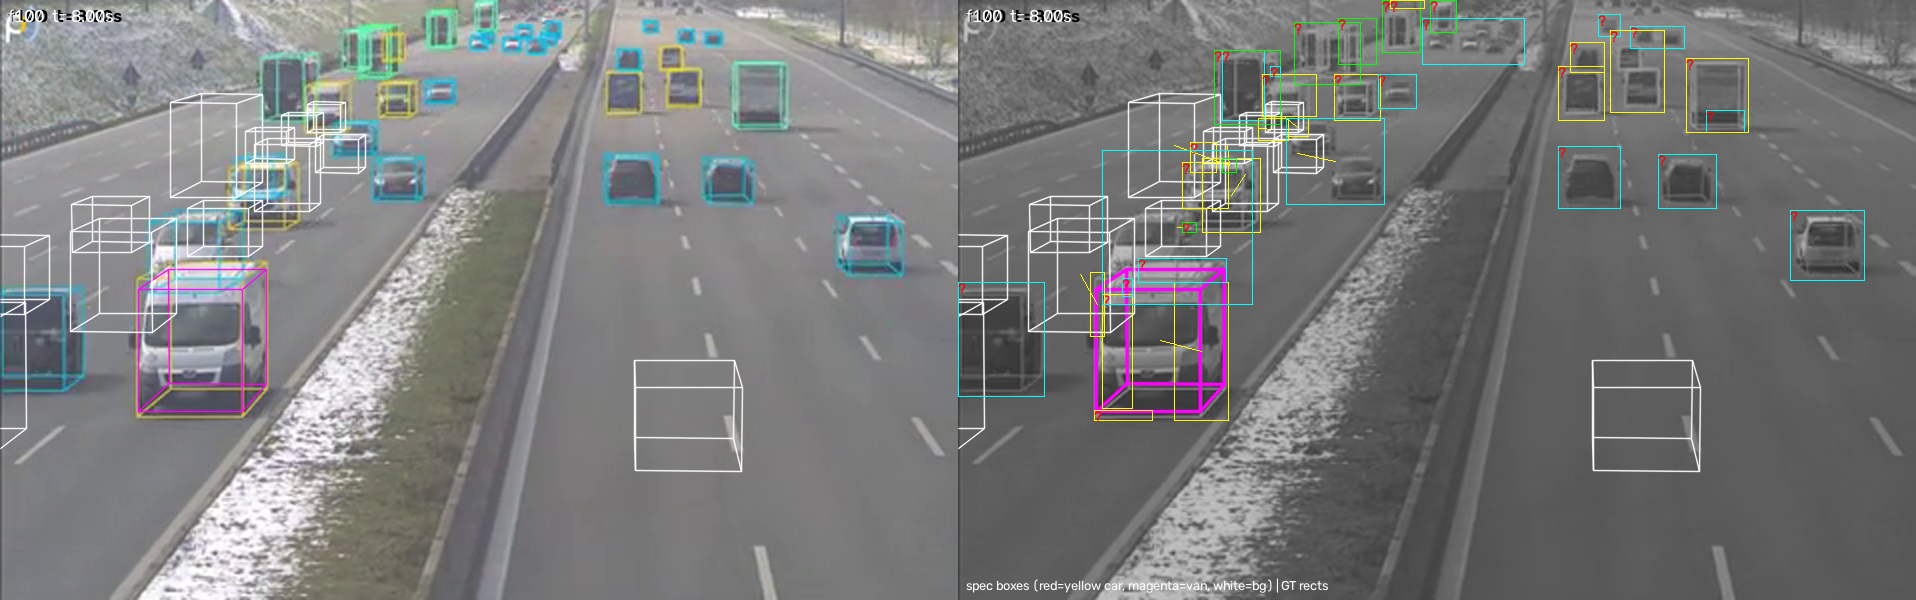 f100 t=8.00s
f100 t=8.00s
spec boxes (red=yellow car, magenta=van, white=bg) | GT rects